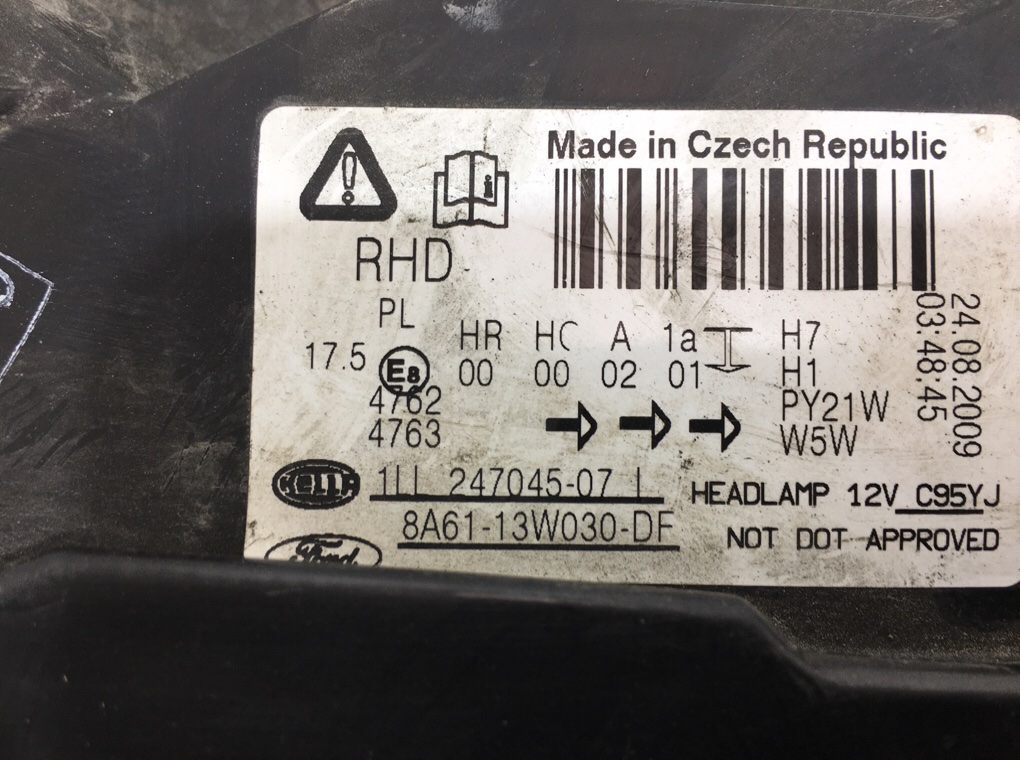 Made in Czech Republic
RHD
PL
17.5 E8 HR HC A 1a
00 00 02 01
H7
H1
PY21W
W5W
4762
4763
24.08.2009
03:48.45
HELLA 1LL 247045-07 L HEADLAMP 12V C95YJ
8A61-13W030-DF NOT DOT APPROVED
Ford